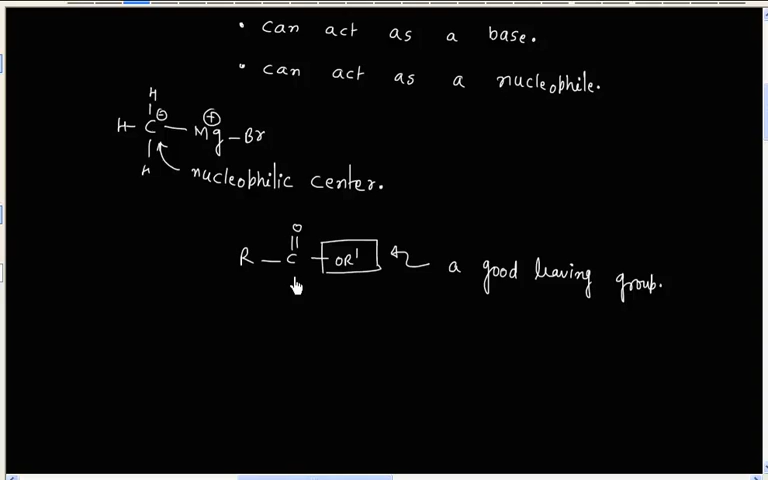 • can act as a base.
• can act as a nucleophile.
H
H-C⊖-Mg⊕-Br
H
nucleophilic center.
O
R-C-OR' a good leaving group.